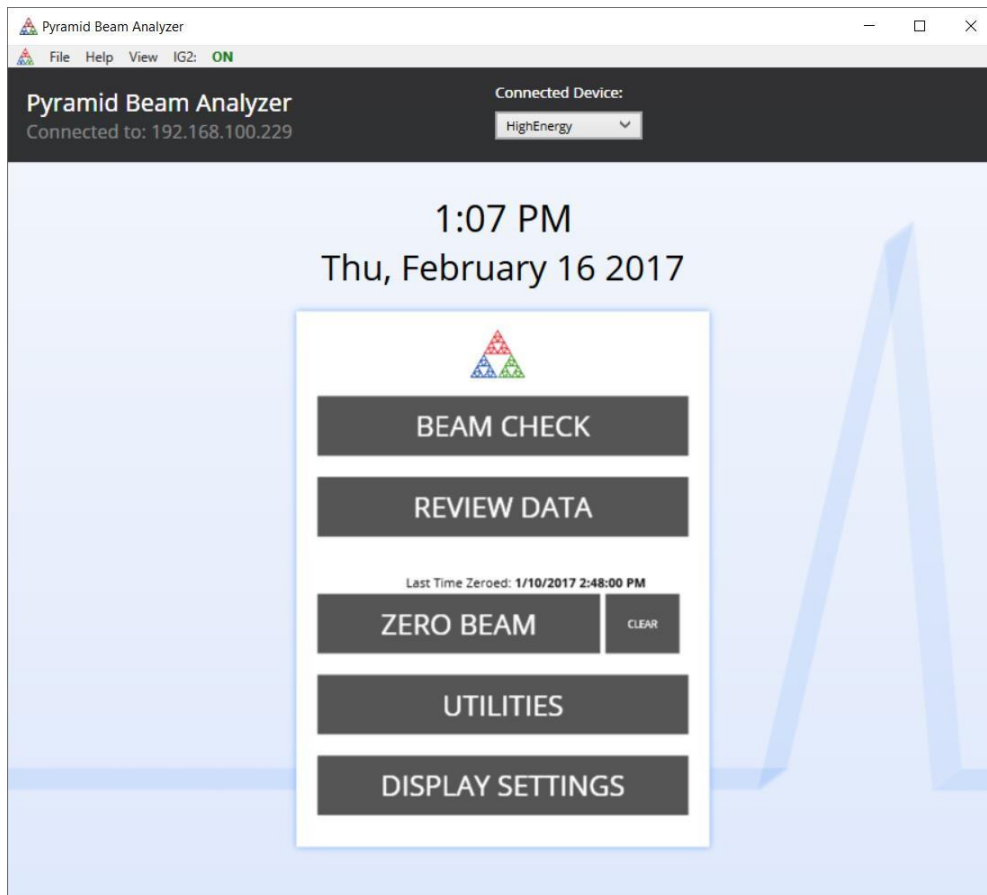 Pyramid Beam Analyzer
File Help View IG2: ON
Pyramid Beam Analyzer
Connected to: 192.168.100.229
Connected Device:
HighEnergy
1:07 PM
Thu, February 16 2017
BEAM CHECK
REVIEW DATA
Last Time Zeroed: 1/10/2017 2:48:00 PM
ZERO BEAM CLEAR
UTILITIES
DISPLAY SETTINGS